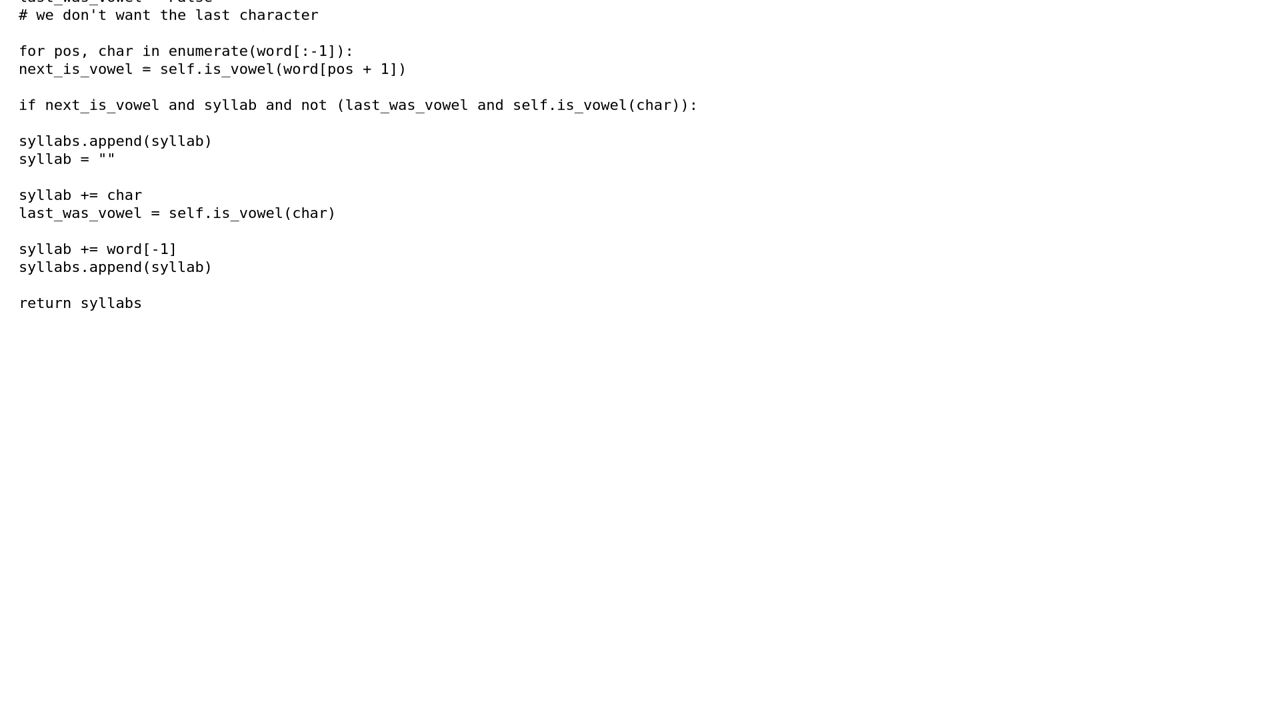 last_was_vowel = False
# we don't want the last character
for pos, char in enumerate(word[:-1]):
next_is_vowel = self.is_vowel(word[pos + 1])
if next_is_vowel and syllab and not (last_was_vowel and self.is_vowel(char)):
syllabs.append(syllab)
syllab = ""
syllab += char
last_was_vowel = self.is_vowel(char)
syllab += word[-1]
syllabs.append(syllab)
return syllabs